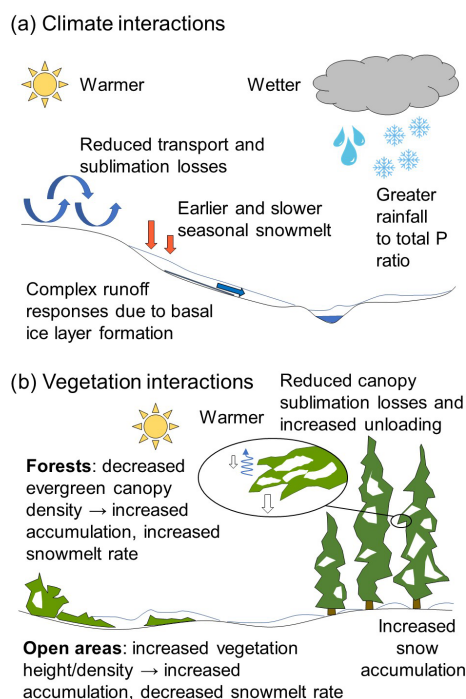 (a) Climate interactions
Warmer
Wetter
Reduced transport and
sublimation losses
Earlier and slower
seasonal snowmelt
Greater
rainfall
to total P
ratio
Complex runoff
responses due to basal
ice layer formation
(b) Vegetation interactions
Reduced canopy
sublimation losses and
increased unloading
Warmer
Forests: decreased
evergreen canopy
density → increased
accumulation, increased
snowmelt rate
Increased
snow
accumulation
Open areas: increased vegetation
height/density → increased
accumulation, decreased snowmelt rate